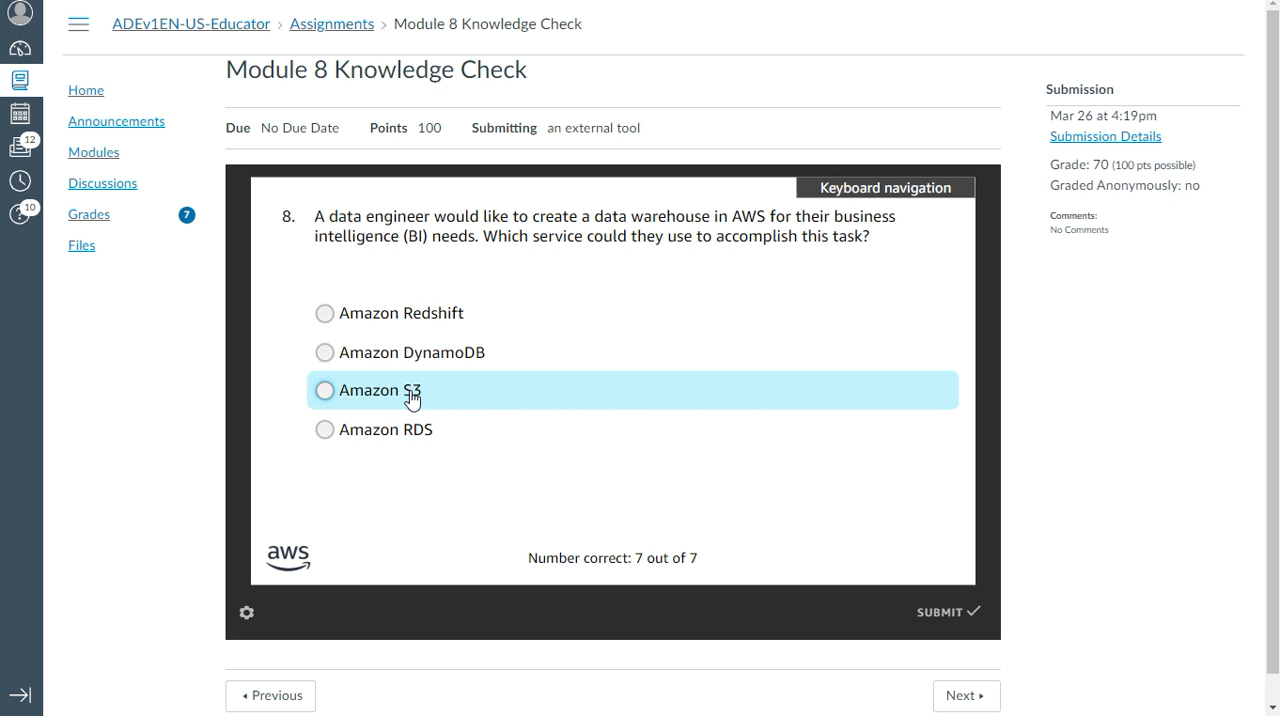 ADEv1EN-US-Educator › Assignments › Module 8 Knowledge Check
Module 8 Knowledge Check
Home
Announcements
Modules
Discussions
Grades 7
Files
12
10
Due No Due Date Points 100 Submitting an external tool
Keyboard navigation
8. A data engineer would like to create a data warehouse in AWS for their business
intelligence (BI) needs. Which service could they use to accomplish this task?
Amazon Redshift
Amazon DynamoDB
Amazon S3
Amazon RDS
aws
Number correct: 7 out of 7
SUBMIT
Previous
Next
Submission
Mar 26 at 4:19pm
Submission Details
Grade: 70 (100 pts possible)
Graded Anonymously: no
Comments:
No Comments